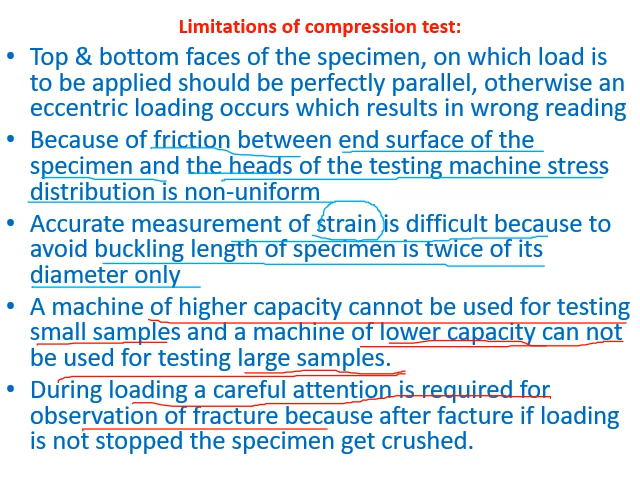 Limitations of compression test:
• Top & bottom faces of the specimen, on which load is
to be applied should be perfectly parallel, otherwise an
eccentric loading occurs which results in wrong reading
• Because of friction between end surface of the
specimen and the heads of the testing machine stress
distribution is non-uniform
• Accurate measurement of strain is difficult because to
avoid buckling length of specimen is twice of its
diameter only
• A machine of higher capacity cannot be used for testing
small samples and a machine of lower capacity can not
be used for testing large samples.
• During loading a careful attention is required for
observation of fracture because after facture if loading
is not stopped the specimen get crushed.